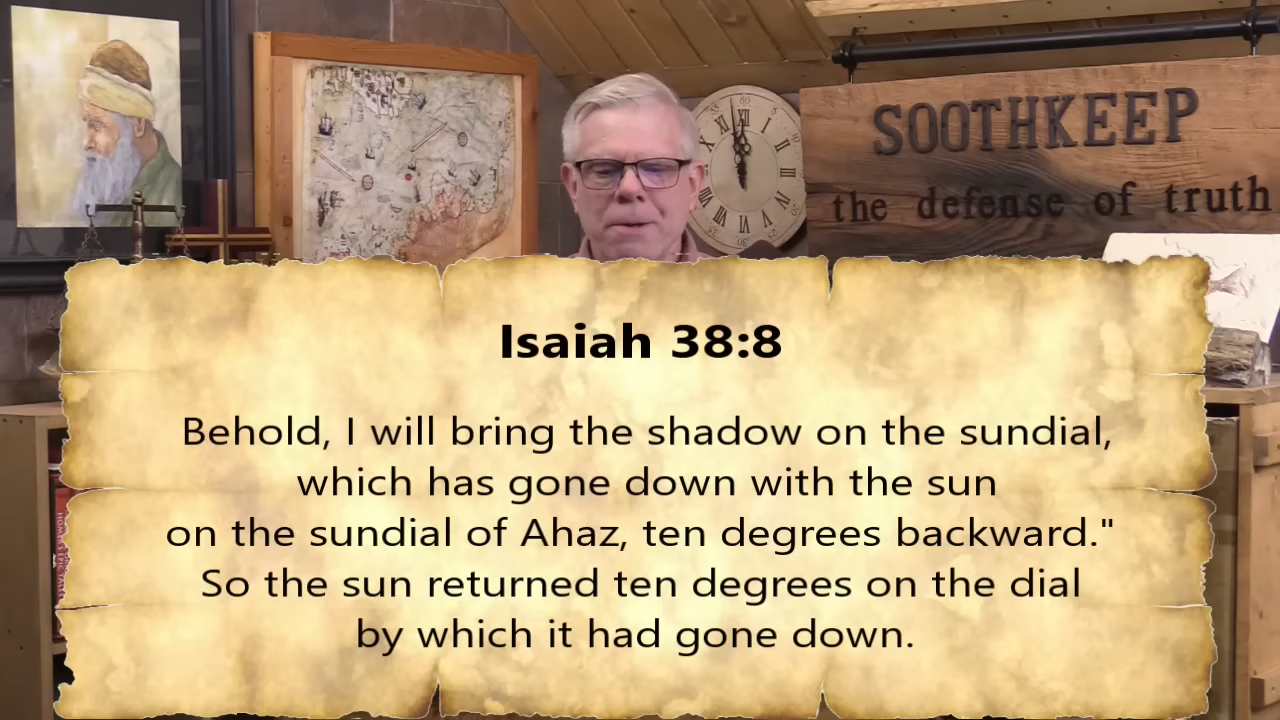 SOOTHKEEP
the defense of truth
Isaiah 38:8
Behold, I will bring the shadow on the sundial,
which has gone down with the sun
on the sundial of Ahaz, ten degrees backward."
So the sun returned ten degrees on the dial
by which it had gone down.